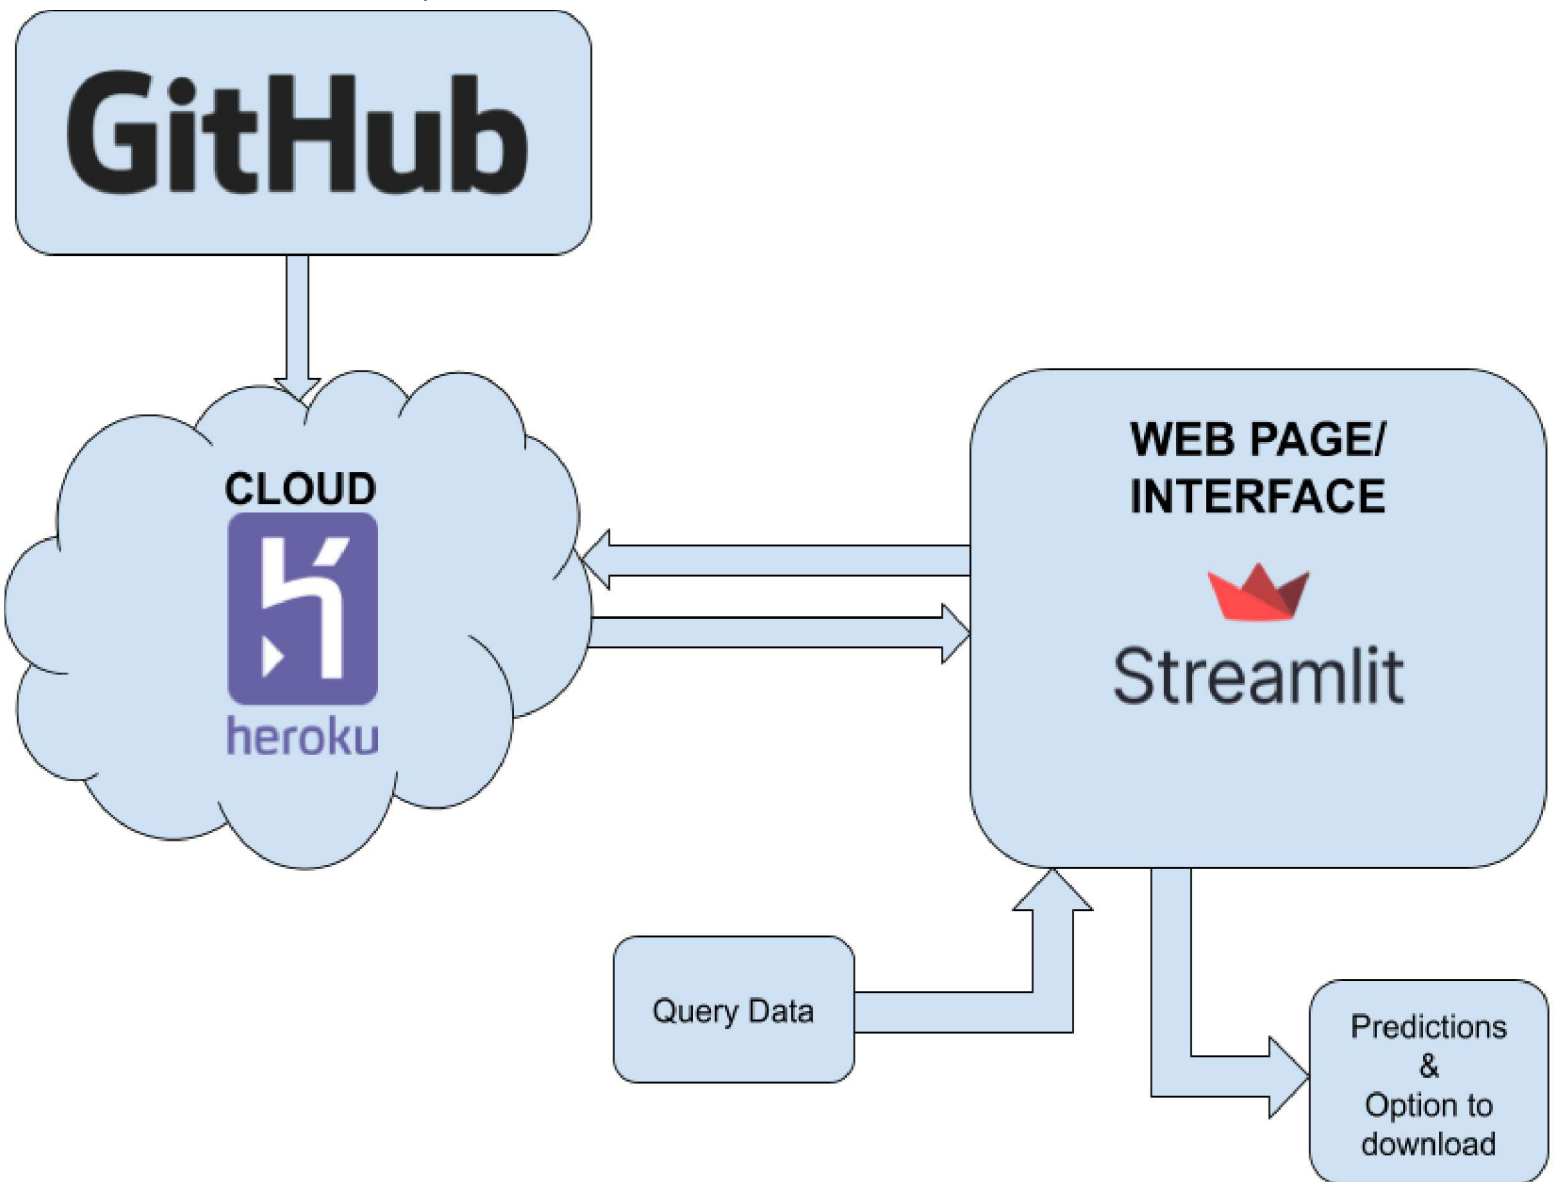 GitHub
CLOUD
heroku
WEB PAGE/
INTERFACE
Streamlit
Query Data
Predictions
&
Option to
download